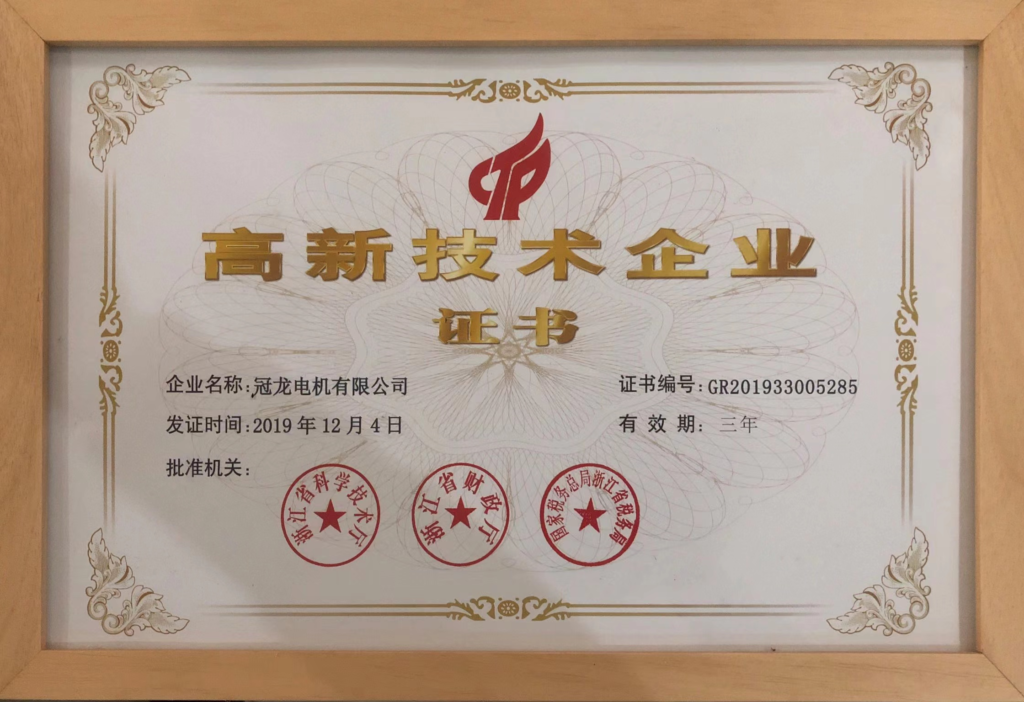 高新技术企业
证书
企业名称:冠龙电机有限公司
证书编号:GR201933005285
发证时间:2019年12月4日
有效期:三年
批准机关:
浙江省科学技术厅
浙江省财政厅
国家税务总局浙江省税务局